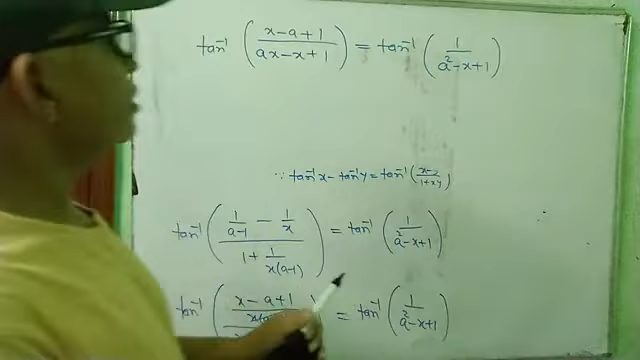 tan⁻¹ ( (x-a+1) / (ax-x+1) ) = tan⁻¹ ( 1 / (a²-x+1) )
∵ tan⁻¹x - tan⁻¹y = tan⁻¹ ( (x-y) / (1+xy) )
tan⁻¹ ( (1/(a-1) - 1/x) / (1 + 1/(x(a-1))) ) = tan⁻¹ ( 1 / (a²-x+1) )
tan⁻¹ ( x-a+1 = tan⁻¹ ( 1 / (a²-x+1) )